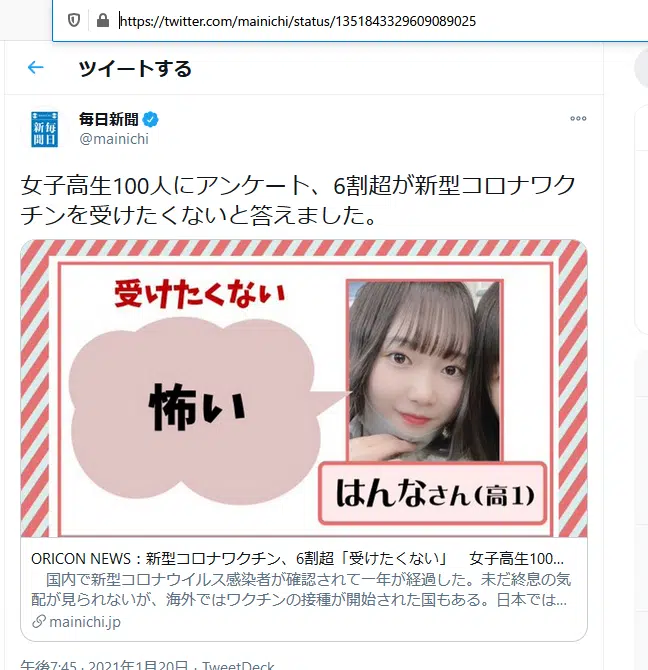 https://twitter.com/mainichi/status/1351843329609089025
ツイートする
毎日新聞
@mainichi
女子高生100人にアンケート、6割超が新型コロナワク
チンを受けたくないと答えました。
受けたくない
怖い
はんなさん(高1)
ORICON NEWS：新型コロナワクチン、6割超「受けたくない」　女子高生100...
国内で新型コロナウイルス感染者が確認されて一年が経過した。未だ終息の気
配が見られないが、海外ではワクチンの接種が開始された国もある。日本では...
mainichi.jp
午後7:45 · 2021年1月20日 · TweetDeck